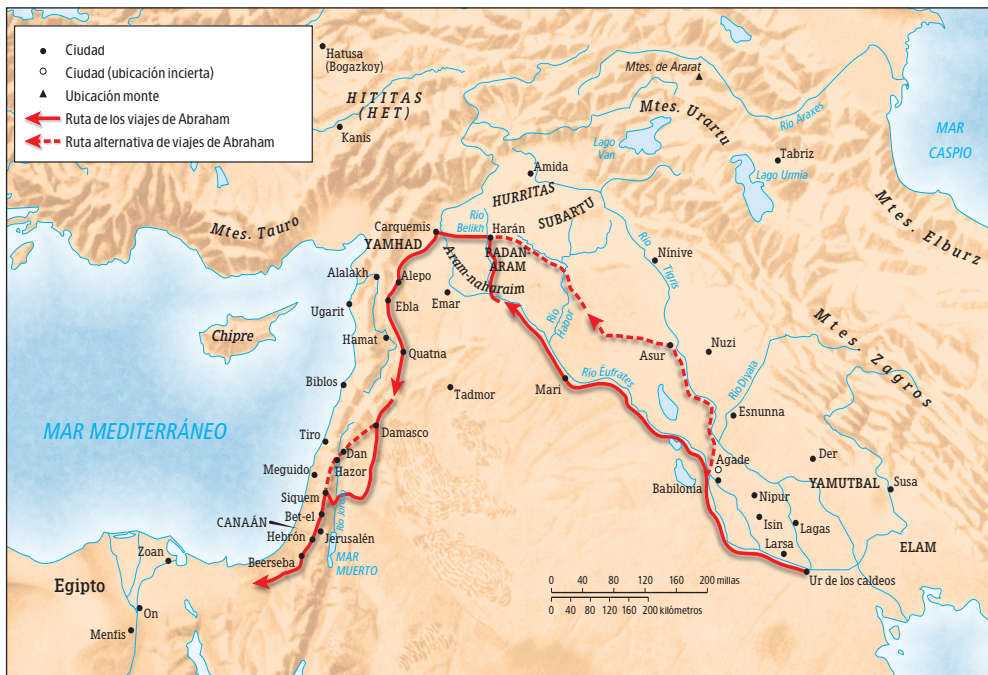 Ciudad
Ciudad (ubicación incierta)
Ubicación monte
Ruta de los viajes de Abraham
Ruta alternativa de viajes de Abraham
Hatusa
(Bogazkoy)
HITITAS
(HET)
Kanis
Mtes. de Ararat
Mtes. Urartu
Río Araxes
MAR
CASPIO
Lago
Van
Tabriz
Lago Urmia
Amida
HURRITAS
SUBARTU
Mtes. Elburz
Mtes. Tauro
Carquemis
YAMHAD
Río
Belikh
Harán
PADAN-
ARAM
Aram-naharaim
Río
Tigris
Nínive
Alalakh
Alepo
Emar
Ebla
Ugarit
Río
Habor
Chipre
Hamat
Quatna
Asur
Nuzi
Mtes. Zagros
Biblos
Tadmor
Mari
Río Éufrates
Río Diyala
Esnunna
MAR MEDITERRÁNEO
Tiro
Damasco
Dan
Hazor
Meguido
Siquem
Río Jordán
Agade
Babilonia
Der
YAMUTBAL
Susa
CANAÁN
Bet-el
Nipur
Isin
Lagas
Hebrón
Jerusalén
Larsa
ELAM
Zoan
Beerseba
MAR
MUERTO
Ur de los caldeos
Egipto
On
Menfis
0 40 80 120 160 200 millas
0 40 80 120 160 200 kilómetros